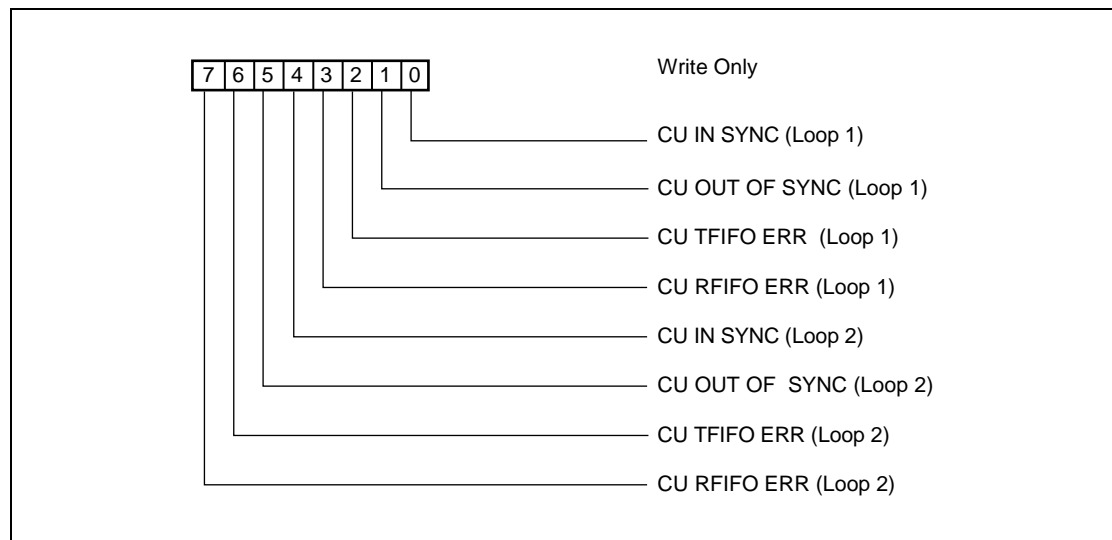 7 6 5 4 3 2 1 0
Write Only
CU IN SYNC (Loop 1)
CU OUT OF SYNC (Loop 1)
CU TFIFO ERR  (Loop 1)
CU RFIFO ERR (Loop 1)
CU IN SYNC (Loop 2)
CU OUT OF  SYNC (Loop 2)
CU TFIFO ERR (Loop 2)
CU RFIFO ERR (Loop 2)